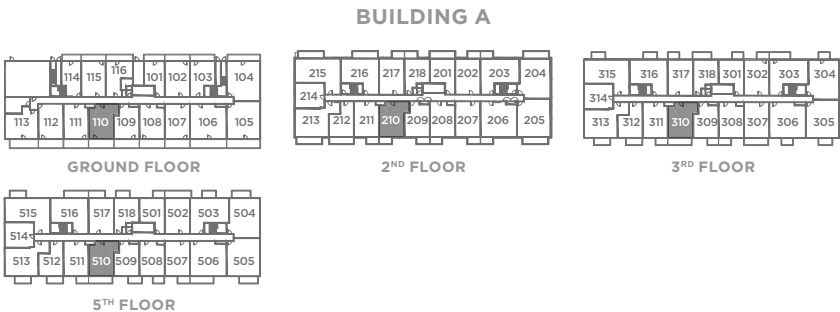 BUILDING A
114 115 116 101 102 103 104
113 112 111 110 109 108 107 106 105
GROUND FLOOR
215 216 217 218 201 202 203 204
214
213 212 211 210 209 208 207 206 205
2ND FLOOR
315 316 317 318 301 302 303 304
314
313 312 311 310 309 308 307 306 305
3RD FLOOR
515 516 517 518 501 502 503 504
514
513 512 511 510 509 508 507 506 505
5TH FLOOR